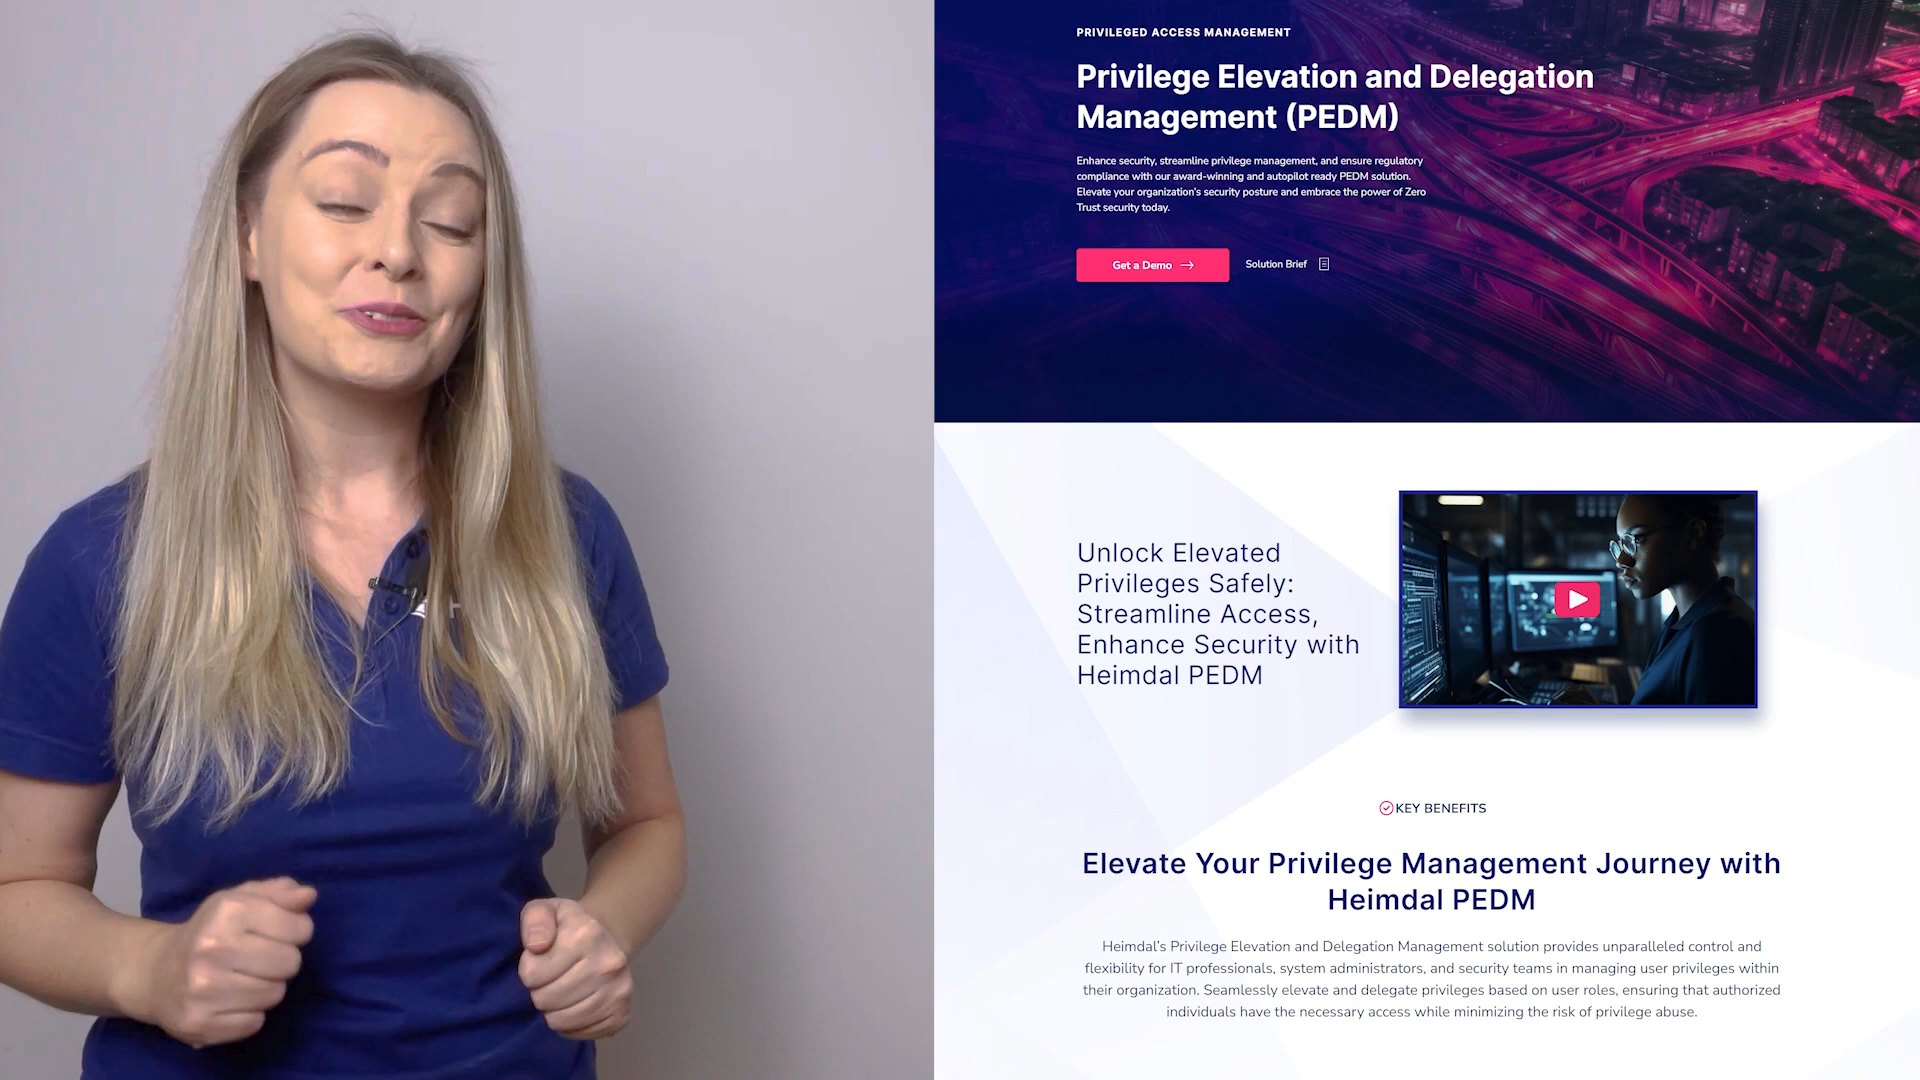 PRIVILEGED ACCESS MANAGEMENT
Privilege Elevation and Delegation
Management (PEDM)
Enhance security, streamline privilege management, and ensure regulatory
compliance with our award-winning and autopilot ready PEDM solution.
Elevate your organization's security posture and embrace the power of Zero
Trust security today.
Get a Demo
Solution Brief
Unlock Elevated
Privileges Safely:
Streamline Access,
Enhance Security with
Heimdal PEDM
KEY BENEFITS
Elevate Your Privilege Management Journey with
Heimdal PEDM
Heimdal's Privilege Elevation and Delegation Management solution provides unparalleled control and
flexibility for IT professionals, system administrators, and security teams in managing user privileges within
their organization. Seamlessly elevate and delegate privileges based on user roles, ensuring that authorized
individuals have the necessary access while minimizing the risk of privilege abuse.